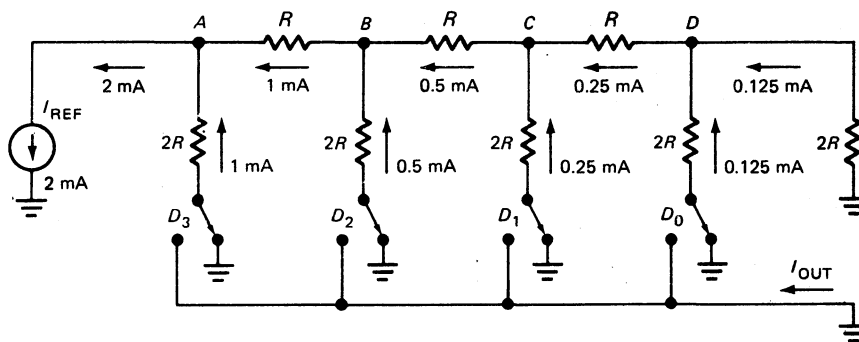 A R B R C R D
2 mA 1 mA 0.5 mA 0.25 mA 0.125 mA
I_REF
2R 2R 2R 2R 2R
1 mA 0.5 mA 0.25 mA 0.125 mA
2 mA
D₃ D₂ D₁ D₀
I_OUT